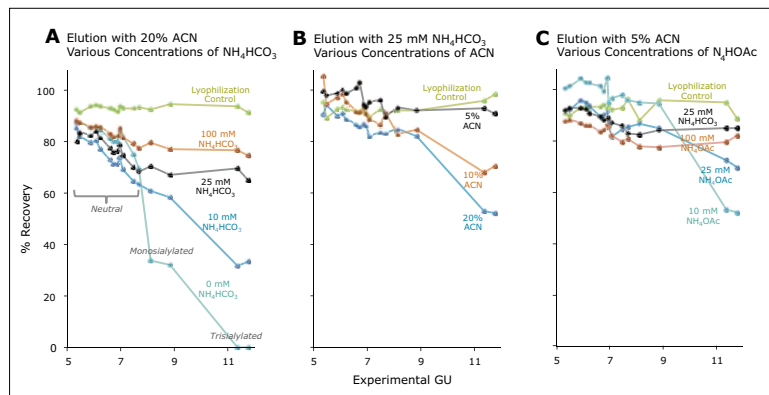 A Elution with 20% ACN
Various Concentrations of NH₄HCO₃
B Elution with 25 mM NH₄HCO₃
Various Concentrations of ACN
C Elution with 5% ACN
Various Concentrations of N₄HOAc
% Recovery
100
80
60
40
20
0
Lyophilization
Control
100 mM
NH₄HCO₃
25 mM
NH₄HCO₃
Neutral
10 mM
NH₄HCO₃
Monosialylated
0 mM
NH₄HCO₃
Trisialylated
5
7
9
11
Lyophilization
Control
5%
ACN
10%
ACN
20%
ACN
5
7
9
11
Lyophilization
Control
25 mM
NH₄HCO₃
100 mM
NH₄OAc
25 mM
NH₄OAc
10 mM
NH₄OAc
5
7
9
11
Experimental GU